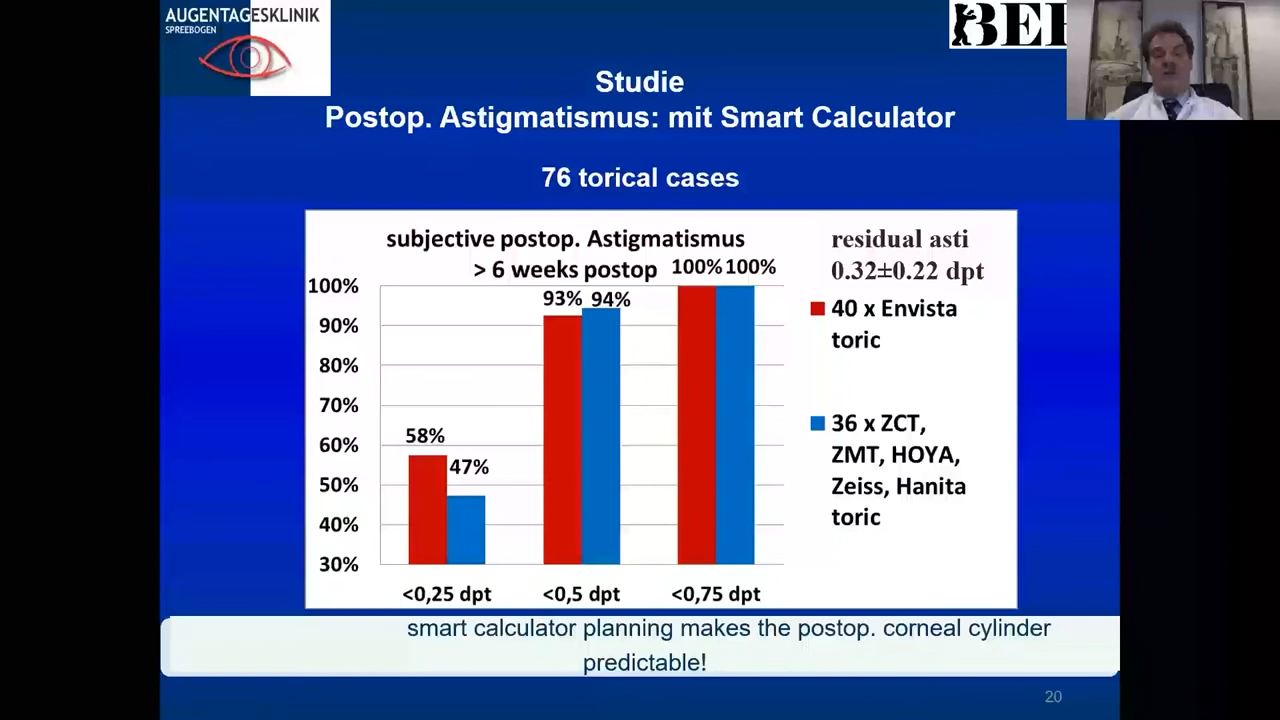 AUGENTAGESKLINIK
SPREEBOGEN
Studie
Postop. Astigmatismus: mit Smart Calculator
76 torical cases
subjective postop. Astigmatismus
> 6 weeks postop
residual asti
0.32±0.22 dpt
100% 100%
93% 94%
58%
47%
100%
90%
80%
70%
60%
50%
40%
30%
<0,25 dpt <0,5 dpt <0,75 dpt
40 x Envista
toric
36 x ZCT,
ZMT, HOYA,
Zeiss, Hanita
toric
smart calculator planning makes the postop. corneal cylinder
predictable!
20